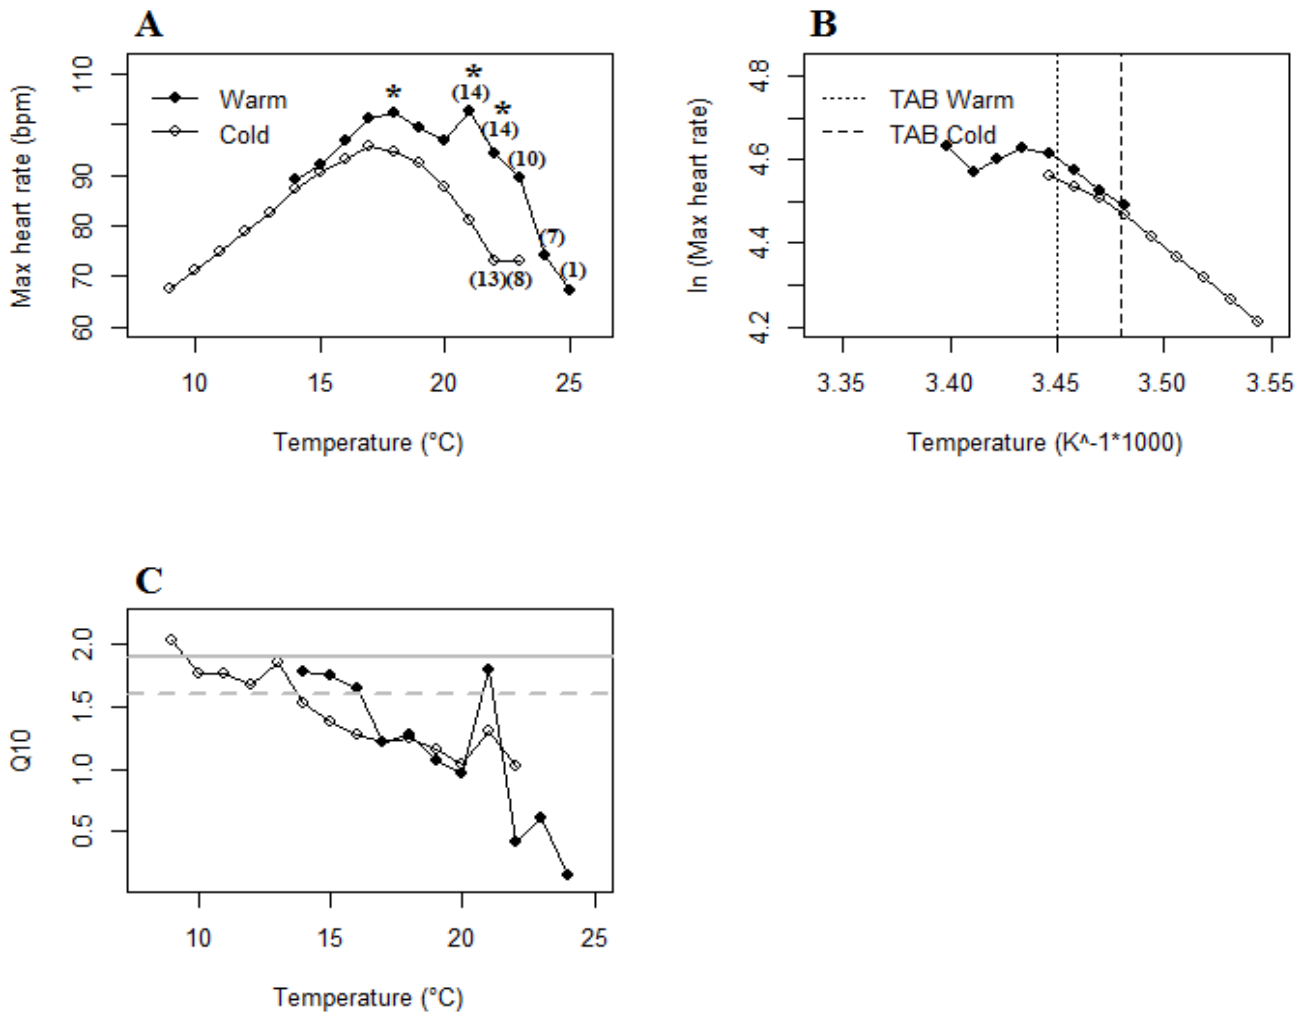 A
Max heart rate (bpm)
110
90
80
70
60
Warm
Cold
*
*
(14)
*
(14)
(10)
(7)
(1)
(13)(8)
10 15 20 25
Temperature (°C)
B
ln (Max heart rate)
4.8
4.6
4.4
4.2
TAB Warm
TAB Cold
3.35 3.40 3.45 3.50 3.55
Temperature (K^-1*1000)
C
Q10
2.0
1.5
1.0
0.5
10 15 20 25
Temperature (°C)